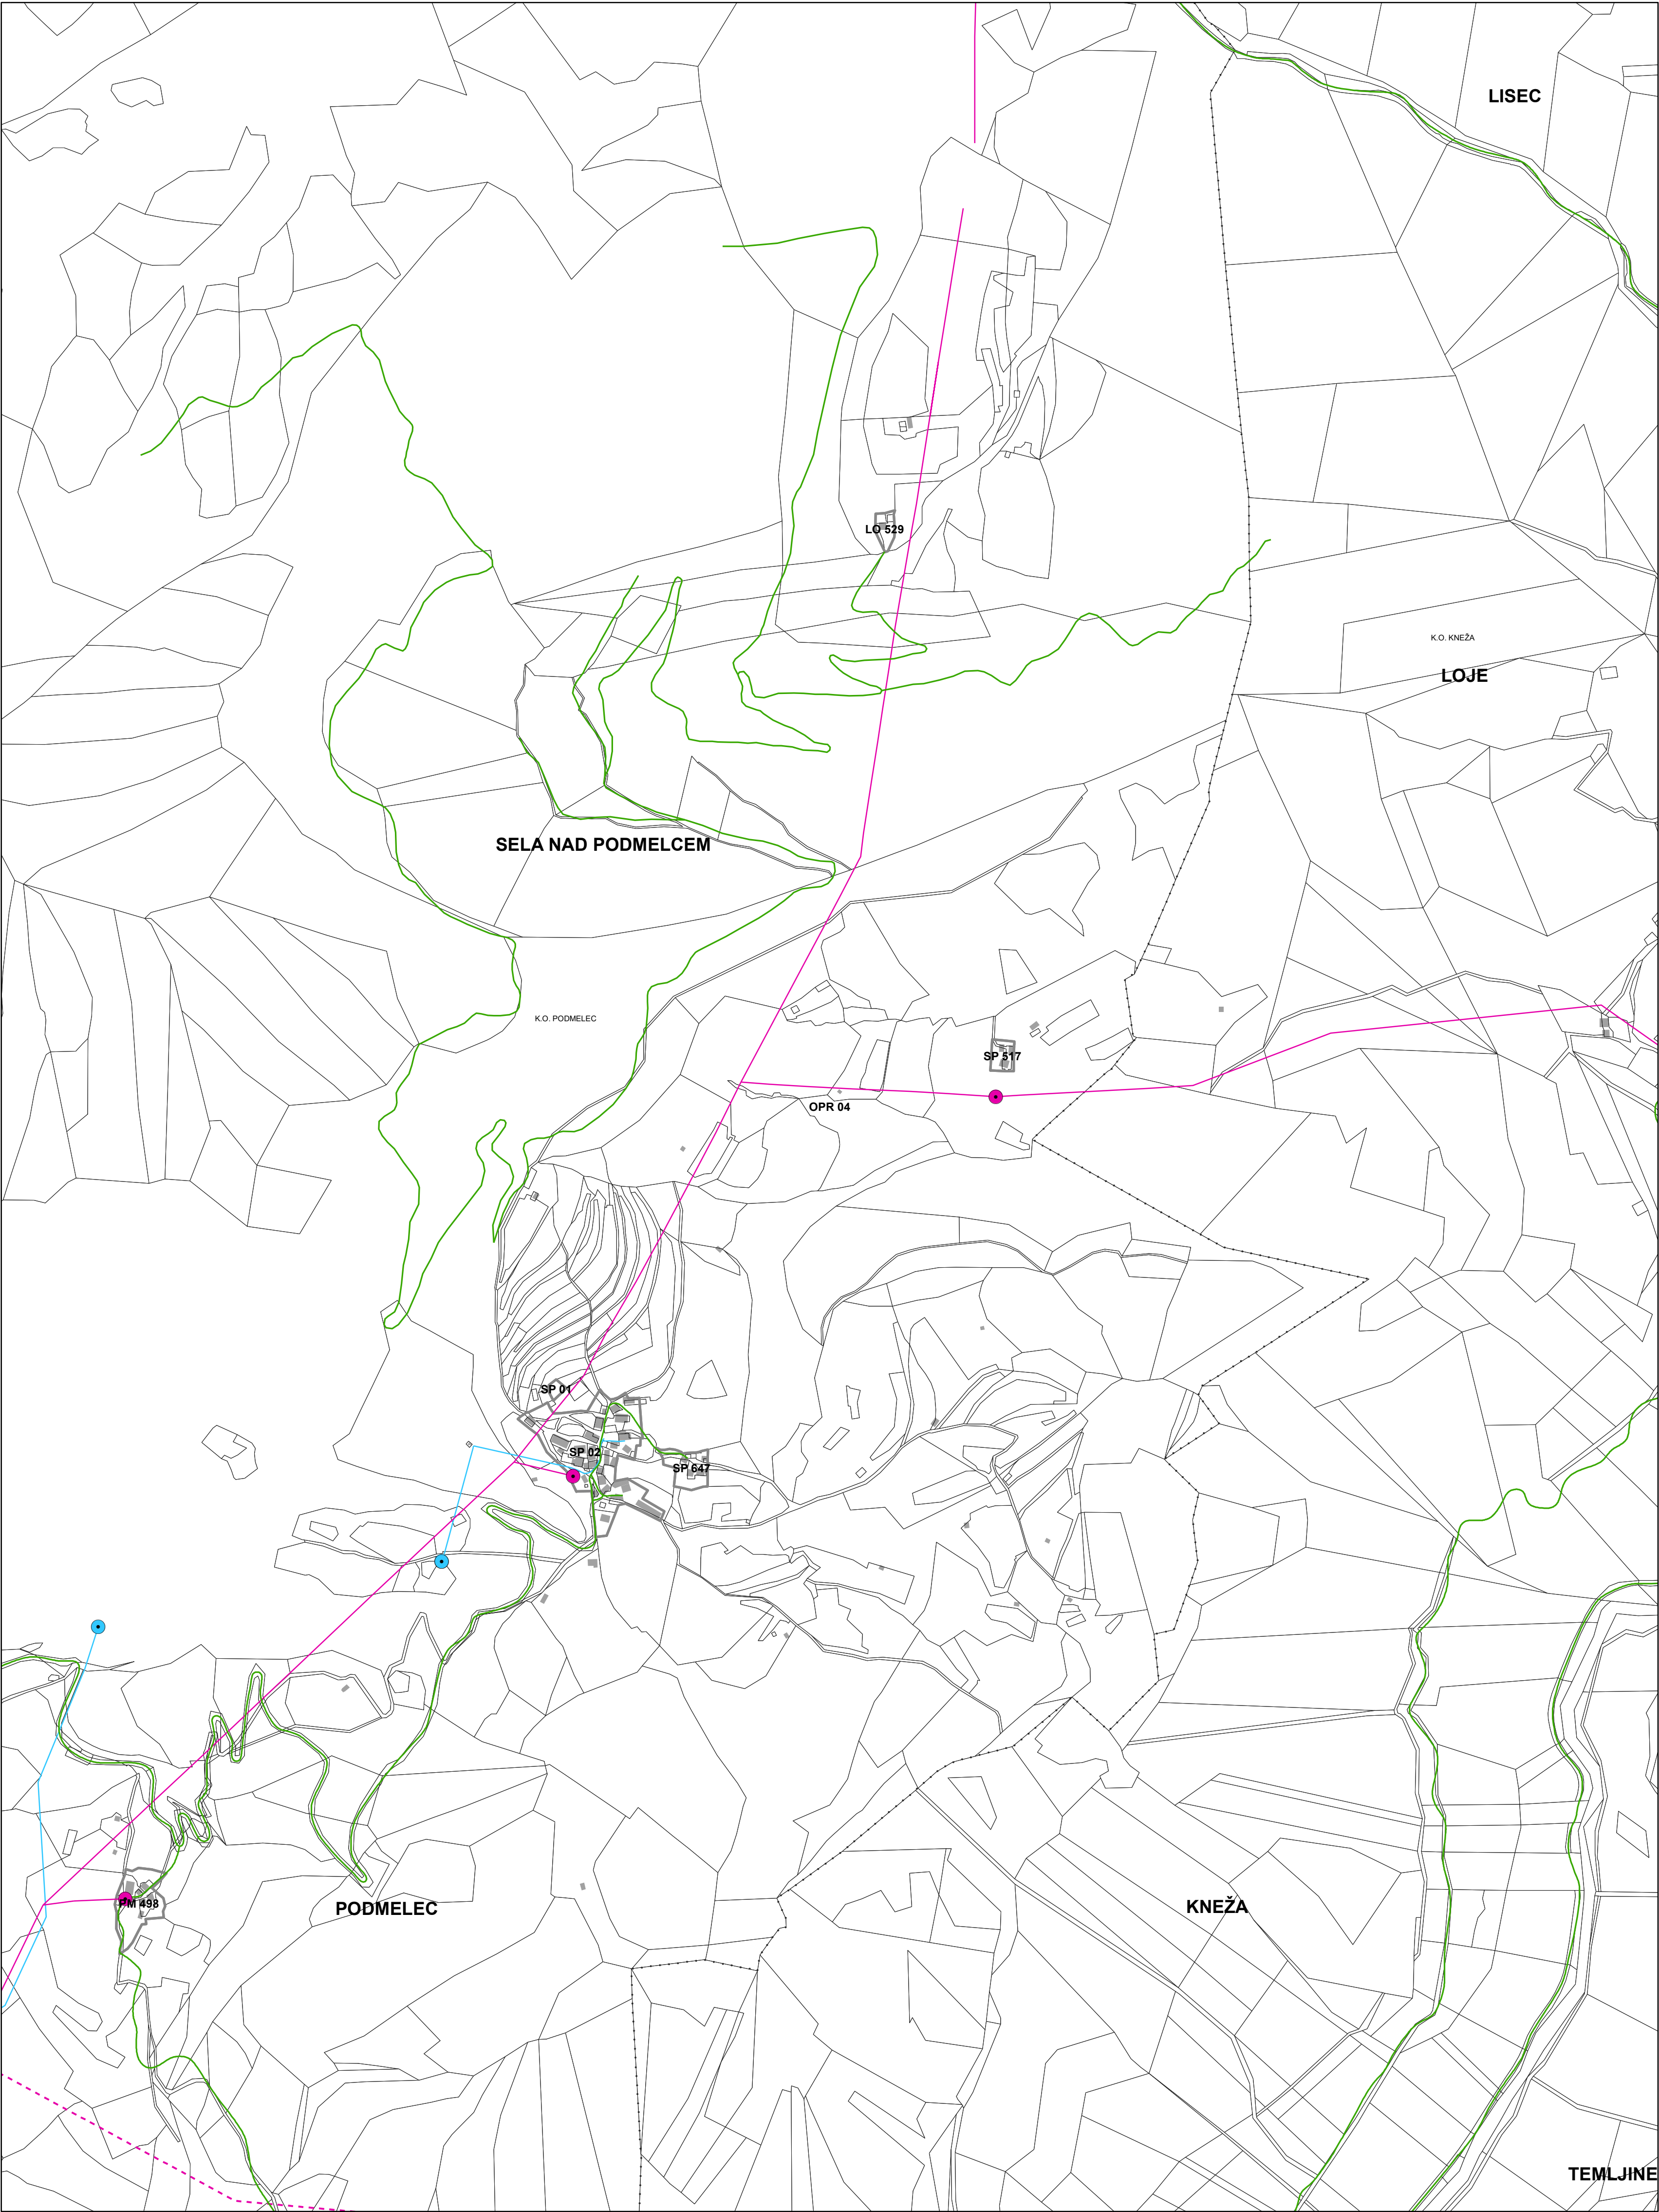 LISEC
LO 529
K.O. KNEŽA
LOJE
SELA NAD PODMELCEM
K.O. PODMELEC
SP 517
OPR 04
SP 01
SP 02
SP 647
PM 498
PODMELEC
KNEŽA
TEMLJINE